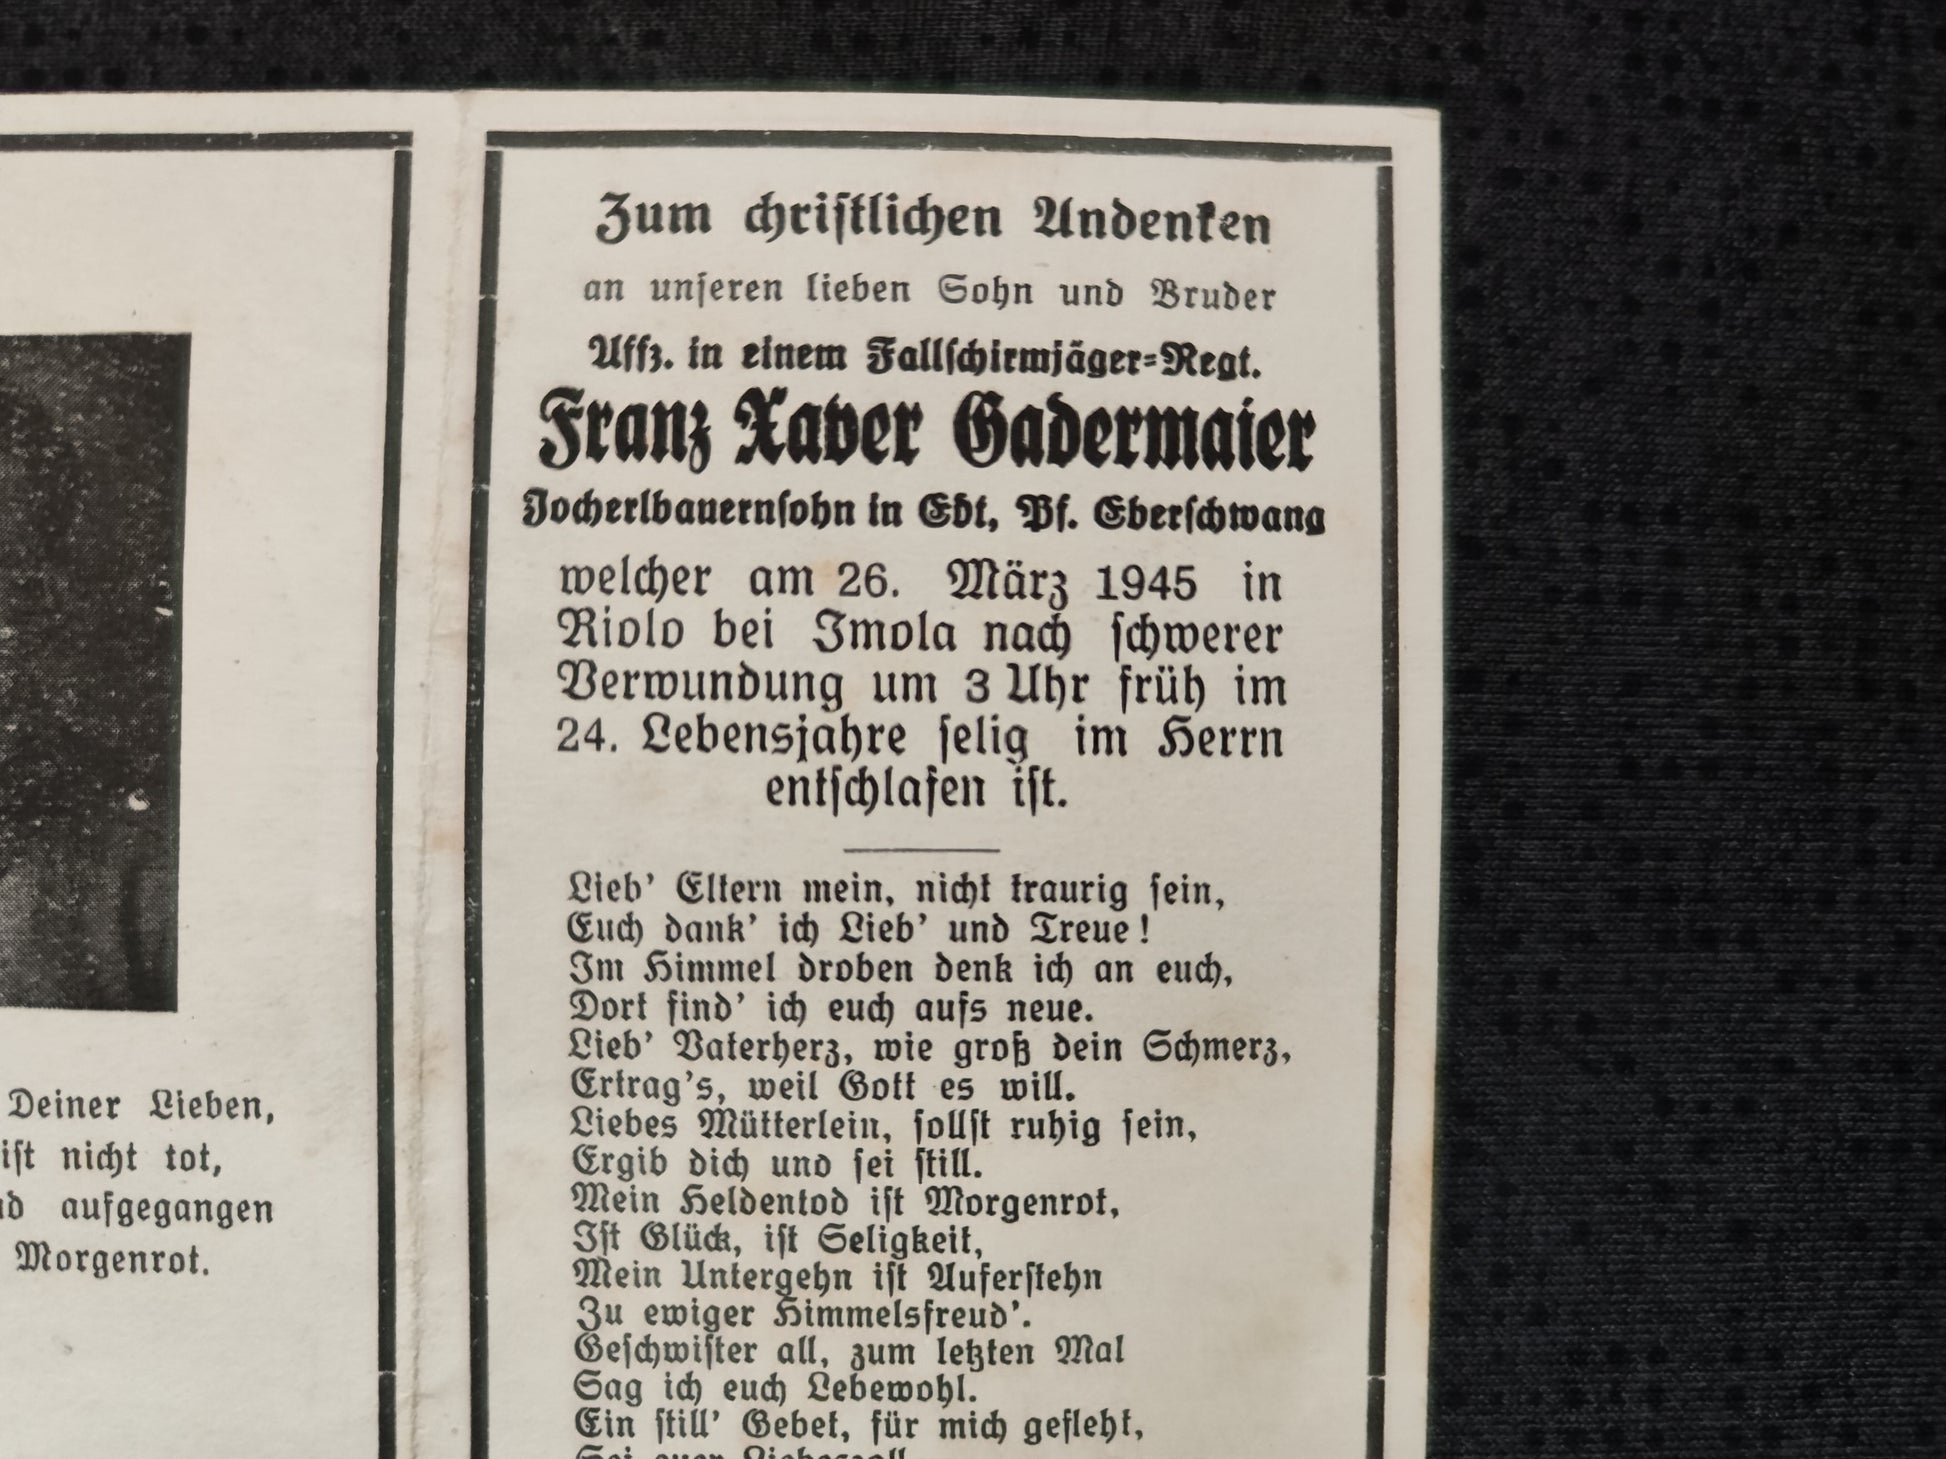 Deiner Lieben,
ist nicht tot,
aufgegangen
Morgenrot.
Zum christlichen Andenken
an unseren lieben Sohn und Bruder
Uffz. in einem Fallschirmjäger=Regt.
Franz Xaver Gadermaier
Jocherlbauernsohn in Edt, Pf. Eberschwang
welcher am 26. März 1945 in
Riolo bei Imola nach schwerer
Verwundung um 3 Uhr früh im
24. Lebensjahre selig im Herrn
entschlafen ist.
Lieb' Eltern mein, nicht traurig sein,
Euch dank' ich Lieb' und Treue!
Im Himmel droben denk ich an euch,
Dort find' ich euch aufs neue.
Lieb' Vaterherz, wie groß dein Schmerz,
Ertrag's, weil Gott es will.
Liebes Mütterlein, sollst ruhig sein,
Ergib dich und sei still.
Mein Heldentod ist Morgenrot,
Ist Glück, ist Seligkeit,
Mein Untergehn ist Auferstehn
Zu ewiger Himmelsfreud'.
Geschwister all, zum letzten Mal
Sag ich euch Lebewohl.
Ein still' Gebet, für mich gefleht,
Sei euer